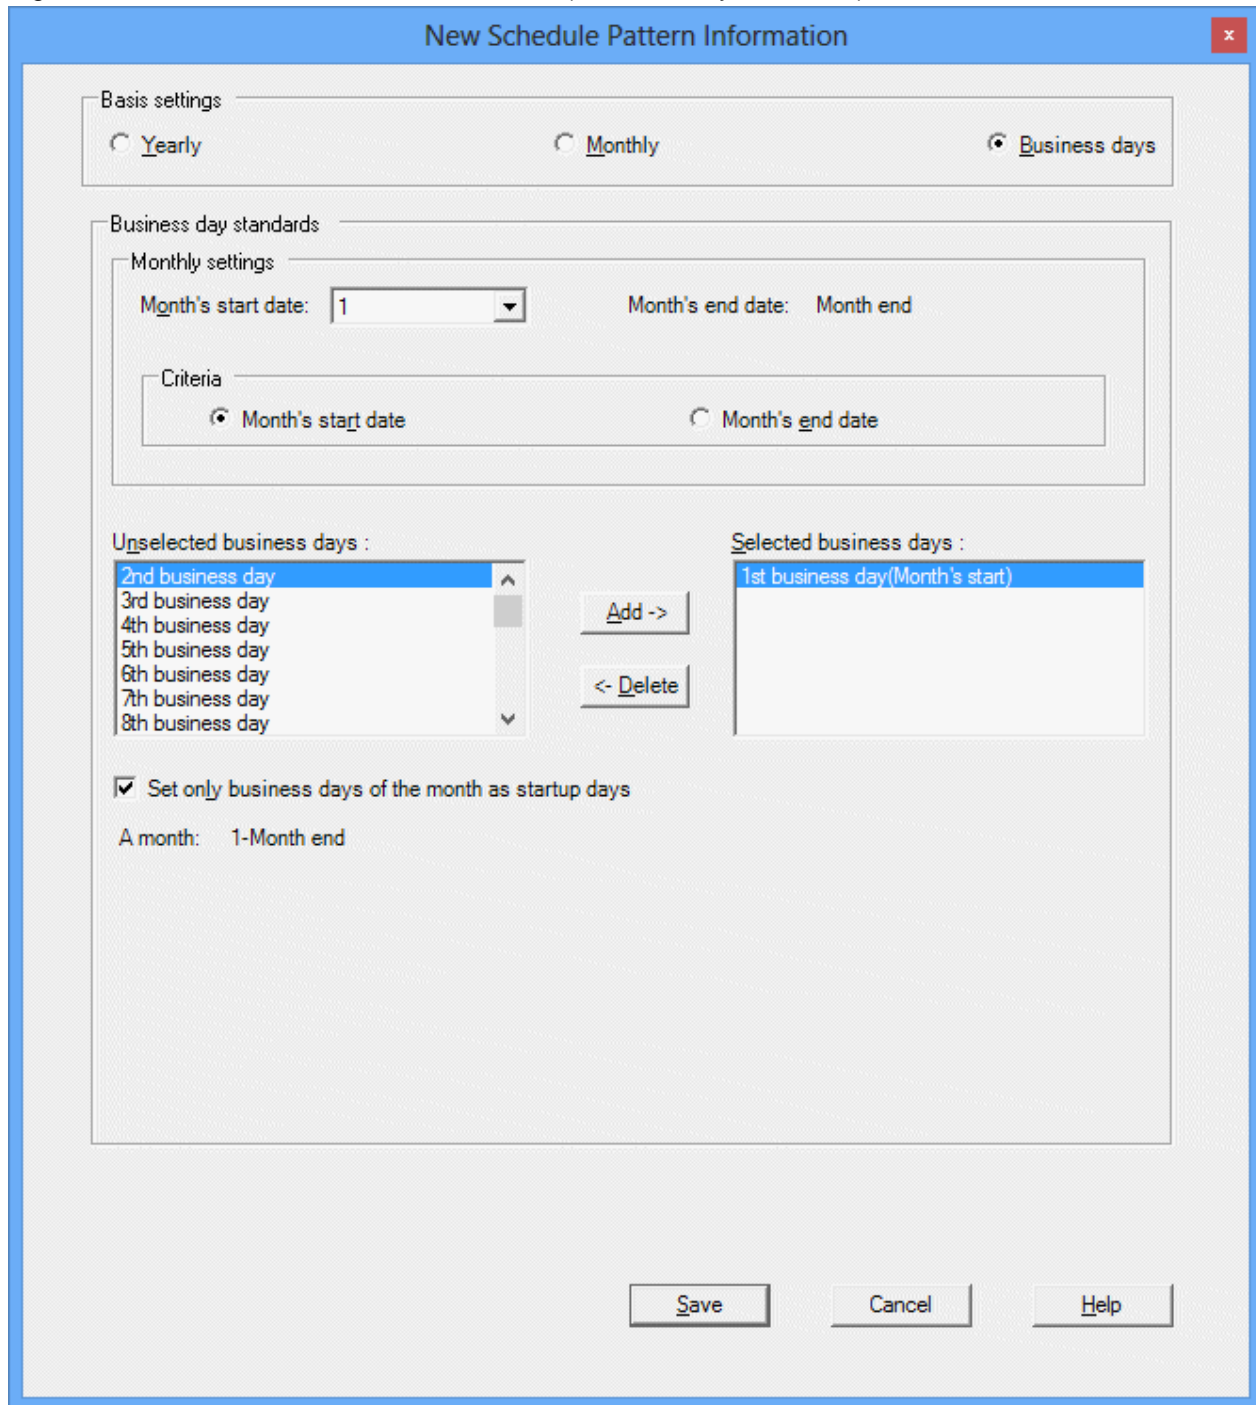 New Schedule Pattern Information
x
Basis settings
Yearly Monthly Business days
Business day standards
Monthly settings
Month's start date: 1 Month's end date: Month end
Criteria
Month's start date Month's end date
Unselected business days : Selected business days :
2nd business day
3rd business day
4th business day
5th business day
6th business day
7th business day
8th business day
Add ->
<- Delete
1st business day(Month's start)
Set only business days of the month as startup days
A month: 1-Month end
Save Cancel Help